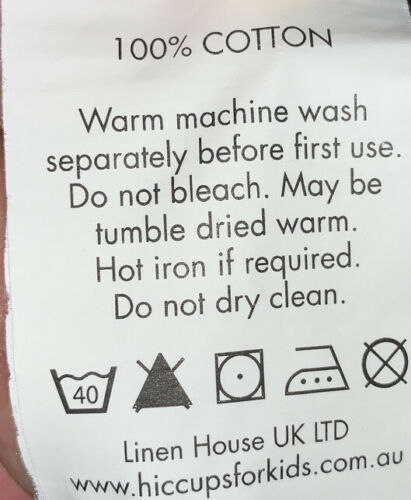 100% COTTON
Warm machine wash
separately before first use.
Do not bleach. May be
tumble dried warm.
Hot iron if required.
Do not dry clean.
40
Linen House UK LTD
www.hiccupsforkids.com.au